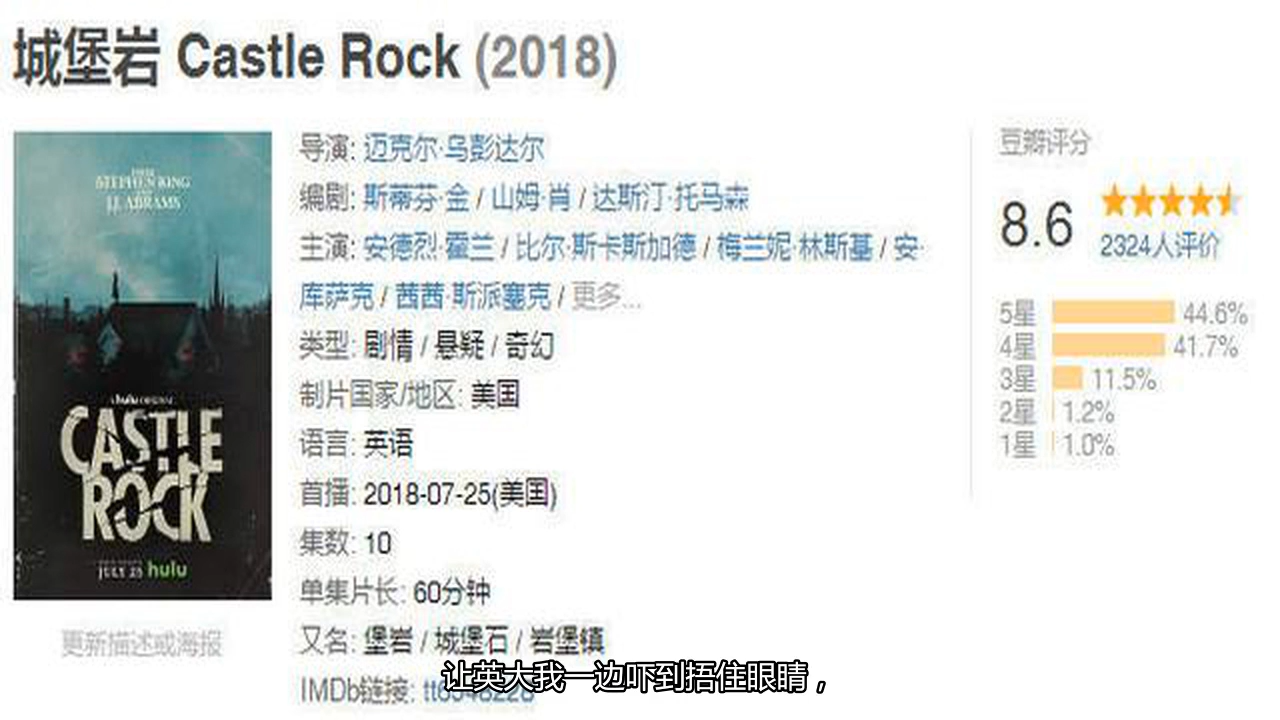 城堡岩 Castle Rock (2018)
FROM
STEPHEN KING
AND
J.J. ABRAMS
a hulu original
CASTLE
ROCK
JULY 25 hulu
更新描述或海报
导演: 迈克尔·乌彭达尔
编剧: 斯蒂芬·金 / 山姆·肖 / 达斯汀·托马森
主演: 安德烈·霍兰 / 比尔·斯卡斯加德 / 梅兰妮·林斯基 / 安·
库萨克 / 茜茜·斯派塞克 / 更多...
类型: 剧情 / 悬疑 / 奇幻
制片国家/地区: 美国
语言: 英语
首播: 2018-07-25(美国)
集数: 10
单集片长: 60分钟
又名: 堡岩 / 城堡石 / 岩堡镇
IMDb链接: tt6548228
豆瓣评分
8.6
2324人评价
5星 44.6%
4星 41.7%
3星 11.5%
2星 1.2%
1星 1.0%
让英大我一边吓到捂住眼睛，